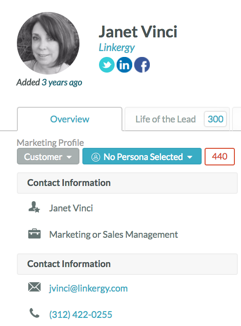 Janet Vinci
Linkergy
Added 3 years ago
Overview
Life of the Lead 300
Marketing Profile
Customer
No Persona Selected
440
Contact Information
Janet Vinci
Marketing or Sales Management
Contact Information
jvinci@linkergy.com
(312) 422-0255